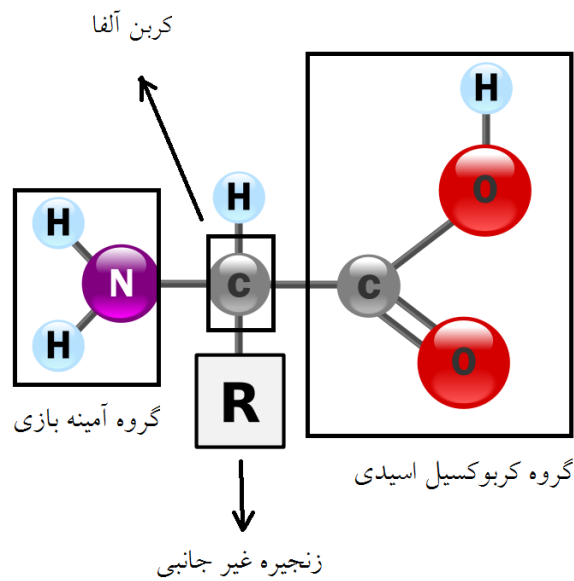 کربن آلفا
H
H
H
O
N
C
C
H
R
O
گروه آمینه بازی
گروه کربوکسیل اسیدی
زنجیره غیر جانبی